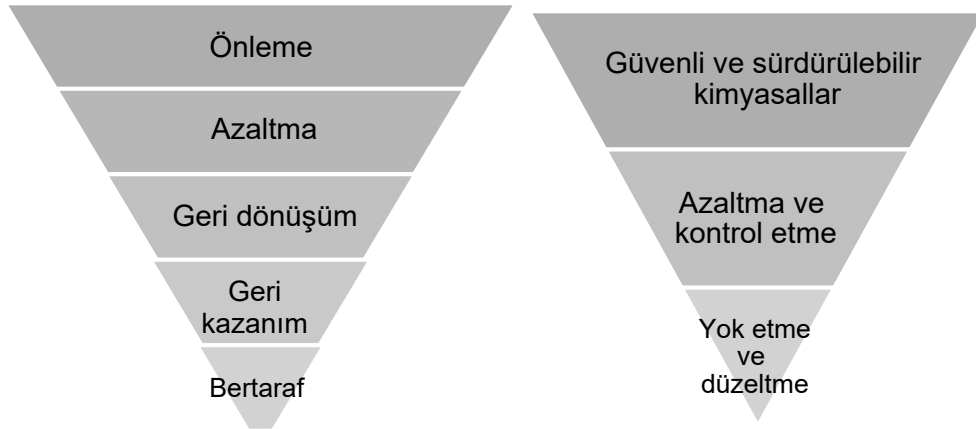 Önleme
Azaltma
Geri dönüşüm
Geri
kazanım
Bertaraf
Güvenli ve sürdürülebilir
kimyasallar
Azaltma ve
kontrol etme
Yok etme
ve
düzeltme